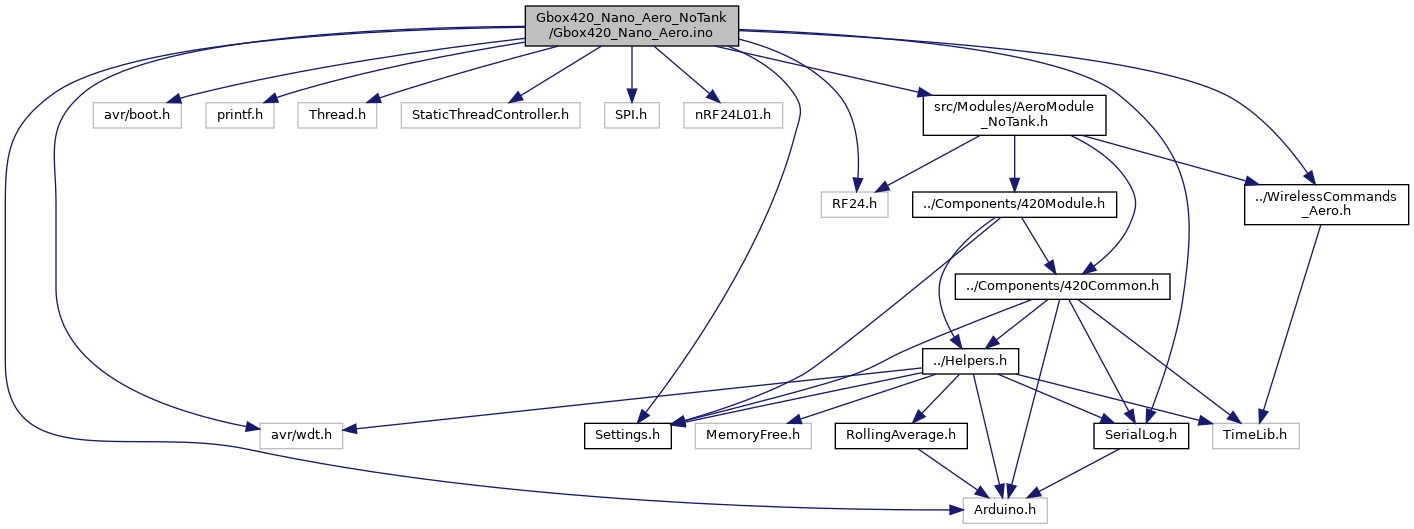 Gbox420_Nano_Aero_NoTank
/Gbox420_Nano_Aero.ino
avr/boot.h
printf.h
Thread.h
StaticThreadController.h
SPI.h
nRF24L01.h
src/Modules/AeroModule
_NoTank.h
RF24.h
../Components/420Module.h
../WirelessCommands
_Aero.h
../Components/420Common.h
../Helpers.h
avr/wdt.h
Settings.h
MemoryFree.h
RollingAverage.h
SerialLog.h
TimeLib.h
Arduino.h